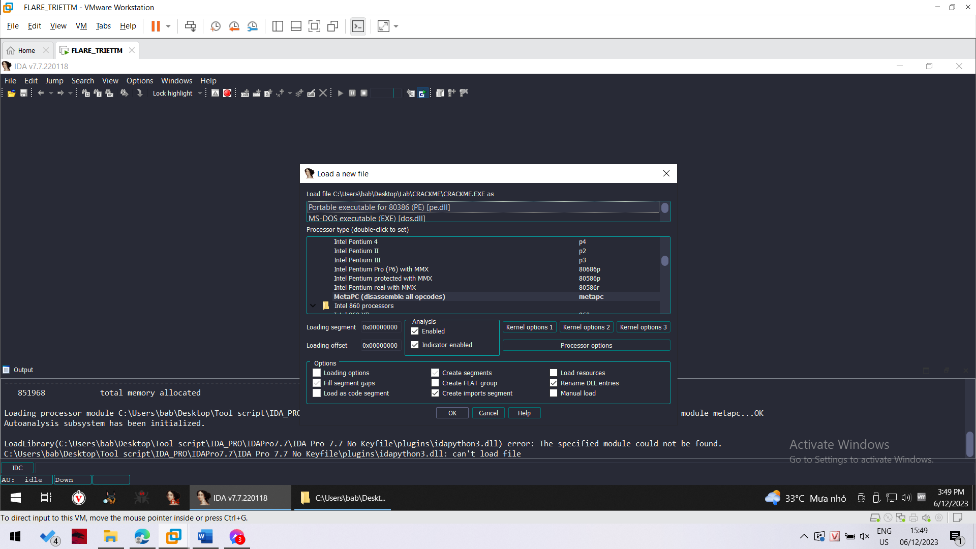 FLARE_TRIETTM - VMware Workstation
File Edit View VM Tabs Help
Home FLARE_TRIETTM
IDA v7.7.220118
File Edit Jump Search View Options Windows Help
Lock highlight
Load a new file
Load file C:\Users\bab\Desktop\Lab\CRACKME\CRACKME.EXE as
Portable executable for 80386 (PE) [pe.dll]
MS-DOS executable (EXE) [dos.dll]
Processor type (double-click to set)
Intel Pentium 4 p4
Intel Pentium II p2
Intel Pentium III p3
Intel Pentium Pro (P6) with MMX 80686p
Intel Pentium protected with MMX 80586p
Intel Pentium real with MMX 80586r
MetaPC (disassemble all opcodes) metapc
Intel 860 processors
Loading segment 0x00000000
Loading offset 0x00000000
Analysis
Enabled
Indicator enabled
Kernel options 1 Kernel options 2 Kernel options 3
Processor options
Options
Loading options Create segments Load resources
Fill segment gaps Create FLAT group Rename DLL entries
Load as code segment Create imports segment Manual load
OK Cancel Help
Output
851968 total memory allocated
Loading processor module C:\Users\bab\Desktop\Tool script\IDA_PRO\IDAPro7.7\IDA PRO module metapc...OK
Autoanalysis subsystem has been initialized.
LoadLibrary(C:\Users\bab\Desktop\Tool script\IDA_PRO\IDAPro7.7\IDA Pro 7.7 No Keyfile\plugins\idapython3.dll) error: The specified module could not be found.
C:\Users\bab\Desktop\Tool script\IDA_PRO\IDAPro7.7\IDA Pro 7.7 No Keyfile\plugins\idapython3.dll: can't load file
Activate Windows
Go to Settings to activate Windows.
IDC
AU: idle Down
IDA v7.7.220118 C:\Users\bab\Deskt...
33°C Mưa nhỏ
3:49 PM
6/12/2023
To direct input to this VM, move the mouse pointer inside or press Ctrl+G.
4
3
ENG
US
15:49
06/12/2023
1